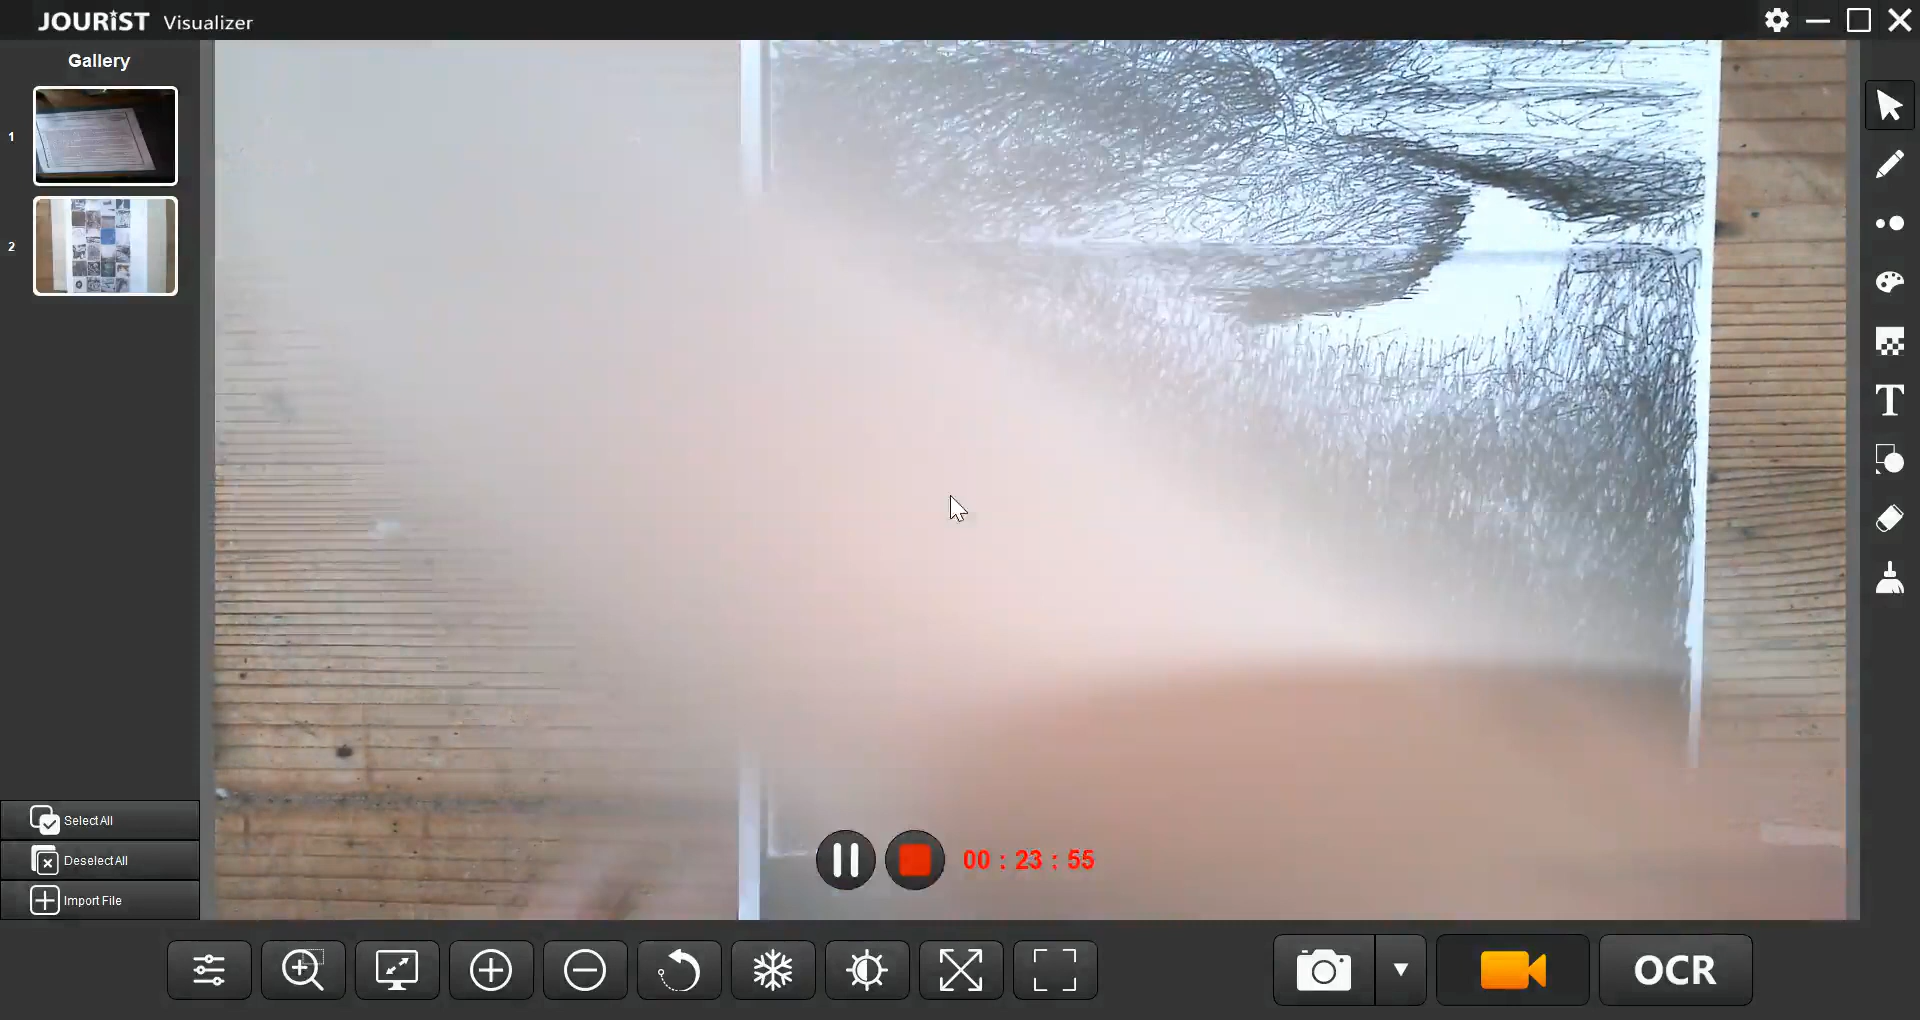 JOURiST Visualizer
Gallery
1
2
Select All
Deselect All
Import File
00 : 23 : 55
T
OCR